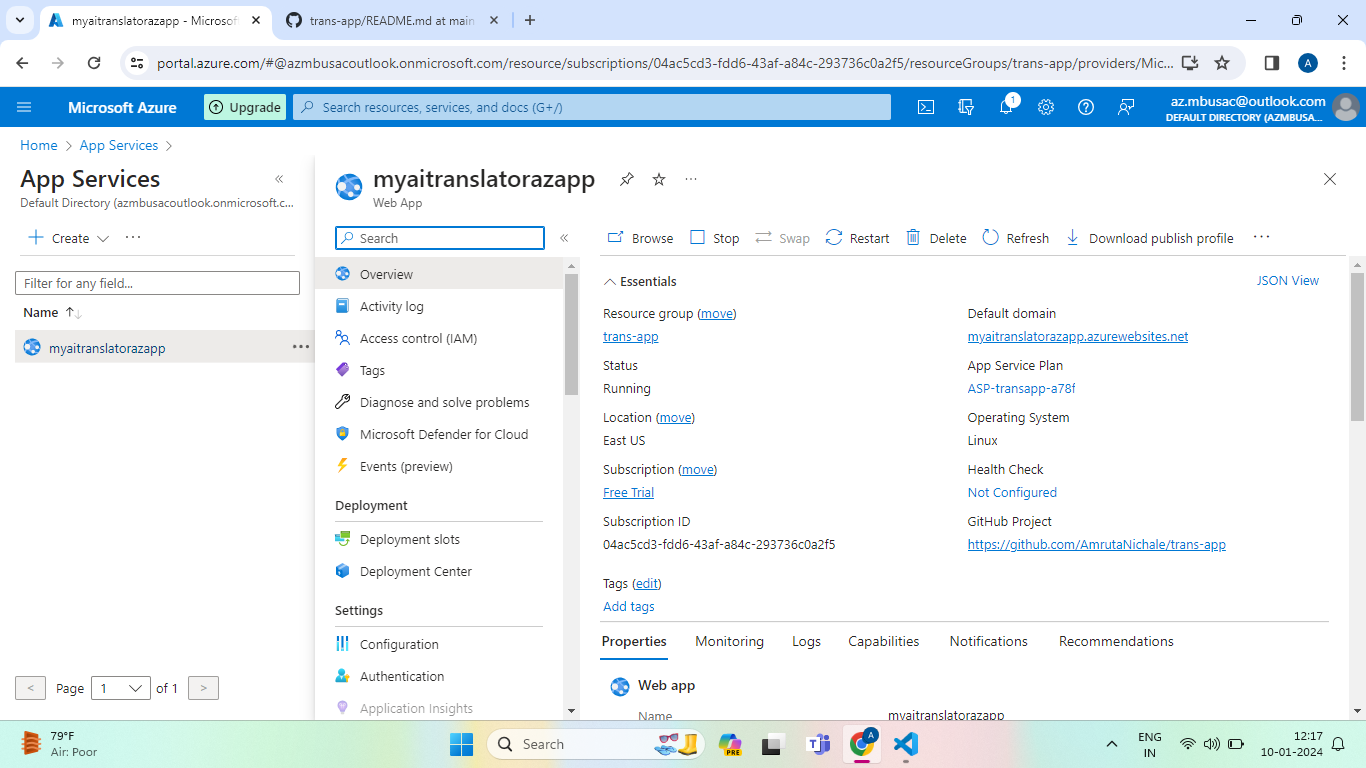 myaitranslatorazapp - Microsoft
trans-app/README.md at main
portal.azure.com/#@azmbusacoutlook.onmicrosoft.com/resource/subscriptions/04ac5cd3-fdd6-43af-a84c-293736c0a2f5/resourceGroups/trans-app/providers/Mic...
A
Microsoft Azure
Upgrade
Search resources, services, and docs (G+/)
1
az.mbusac@outlook.com
DEFAULT DIRECTORY (AZMBUSA...
Home
App Services
App Services
Default Directory (azmbusacoutlook.onmicrosoft.c...
Create
Filter for any field...
Name
myaitranslatorazapp
Page 1 of 1
myaitranslatorazapp
Web App
Search
Overview
Activity log
Access control (IAM)
Tags
Diagnose and solve problems
Microsoft Defender for Cloud
Events (preview)
Deployment
Deployment slots
Deployment Center
Settings
Configuration
Authentication
Application Insights
Browse Stop Swap Restart Delete Refresh Download publish profile
Essentials
JSON View
Resource group (move)
trans-app
Status
Running
Location (move)
East US
Subscription (move)
Free Trial
Subscription ID
04ac5cd3-fdd6-43af-a84c-293736c0a2f5
Default domain
myaitranslatorazapp.azurewebsites.net
App Service Plan
ASP-transapp-a78f
Operating System
Linux
Health Check
Not Configured
GitHub Project
https://github.com/AmrutaNichale/trans-app
Tags (edit)
Add tags
Properties Monitoring Logs Capabilities Notifications Recommendations
Web app
Name myaitranslatorazapp
79°F
Air: Poor
Search
PRE
A
ENG
IN
12:17
10-01-2024